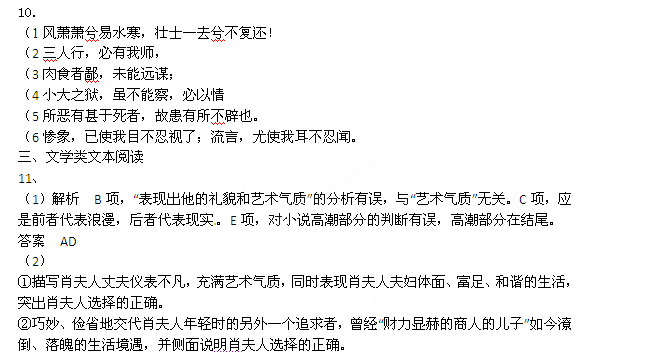 10.
（1 风萧萧兮易水寒，壮士一去兮不复还！
（2 三人行，必有我师，
（3 肉食者鄙，未能远谋；
（4 小大之狱，虽不能察，必以惜
（5 所恶有甚于死者，故患有所不辟也。
（6 惨象，已使我目不忍视了；流言，尤使我耳不忍闻。
三、文学类文本阅读
11、
（1）解析　B 项，“表现出他的礼貌和艺术气质”的分析有误，与“艺术气质”无关。C 项，应
是前者代表浪漫，后者代表现实。E 项，对小说高潮部分的判断有误，高潮部分在结尾。
答案　AD
（2）
①描写肖夫人丈夫仪表不凡，充满艺术气质，同时表现肖夫人夫妇体面、富足、和谐的生活，
突出肖夫人选择的正确。
②巧妙、俭省地交代肖夫人年轻时的另外一个追求者，曾经“财力显赫的商人的儿子”如今潦
倒、落魄的生活境遇，并侧面说明肖夫人选择的正确。